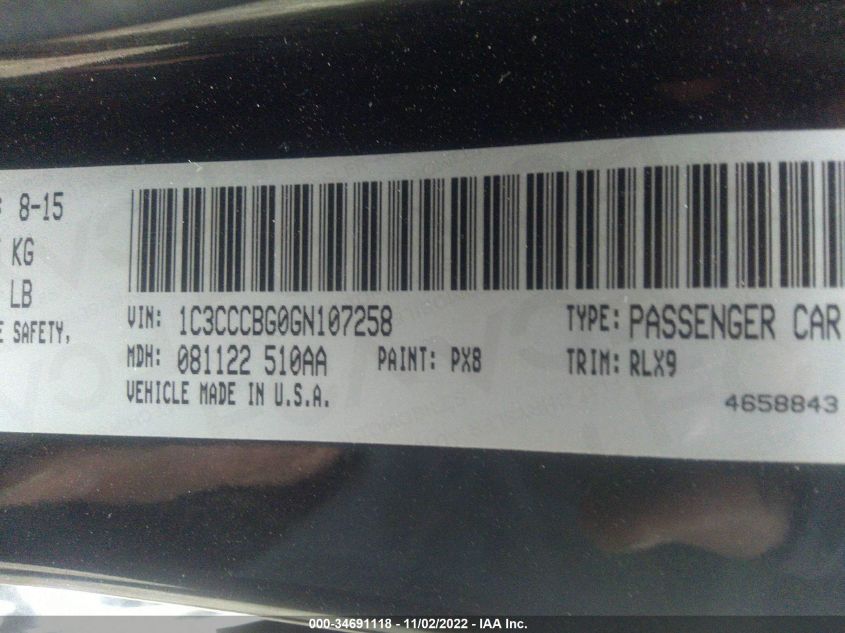 : 8-15
KG
LB
E SAFETY,
VIN: 1C3CCCBG0GN107258 TYPE: PASSENGER CAR
MDH: 081122 510AA PAINT: PX8 TRIM: RLX9
VEHICLE MADE IN U.S.A.
4658843
000-34691118 - 11/02/2022 - IAA Inc.